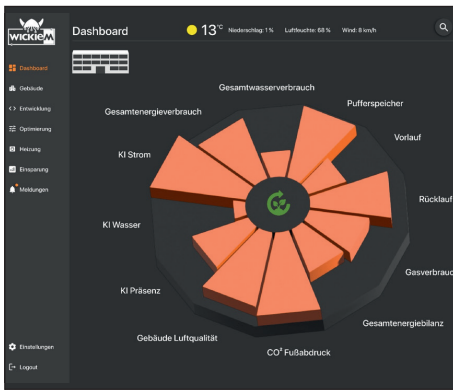 WICKIEM
Dashboard
13°C Niederschlag: 1 % Luftfeuchte: 68 % Wind: 8 km/h
Dashboard
Gebäude
Entwicklung
Optimierung
Heizung
Einsparung
Meldungen
Einstellungen
Logout
Gesamtwasserverbrauch
Gesamtenergieverbrauch
Pufferspeicher
Vorlauf
KI Strom
Rücklauf
KI Wasser
Gasverbrauc
KI Präsenz
Gesamtenergiebilanz
Gebäude Luftqualität
CO² Fußabdruck